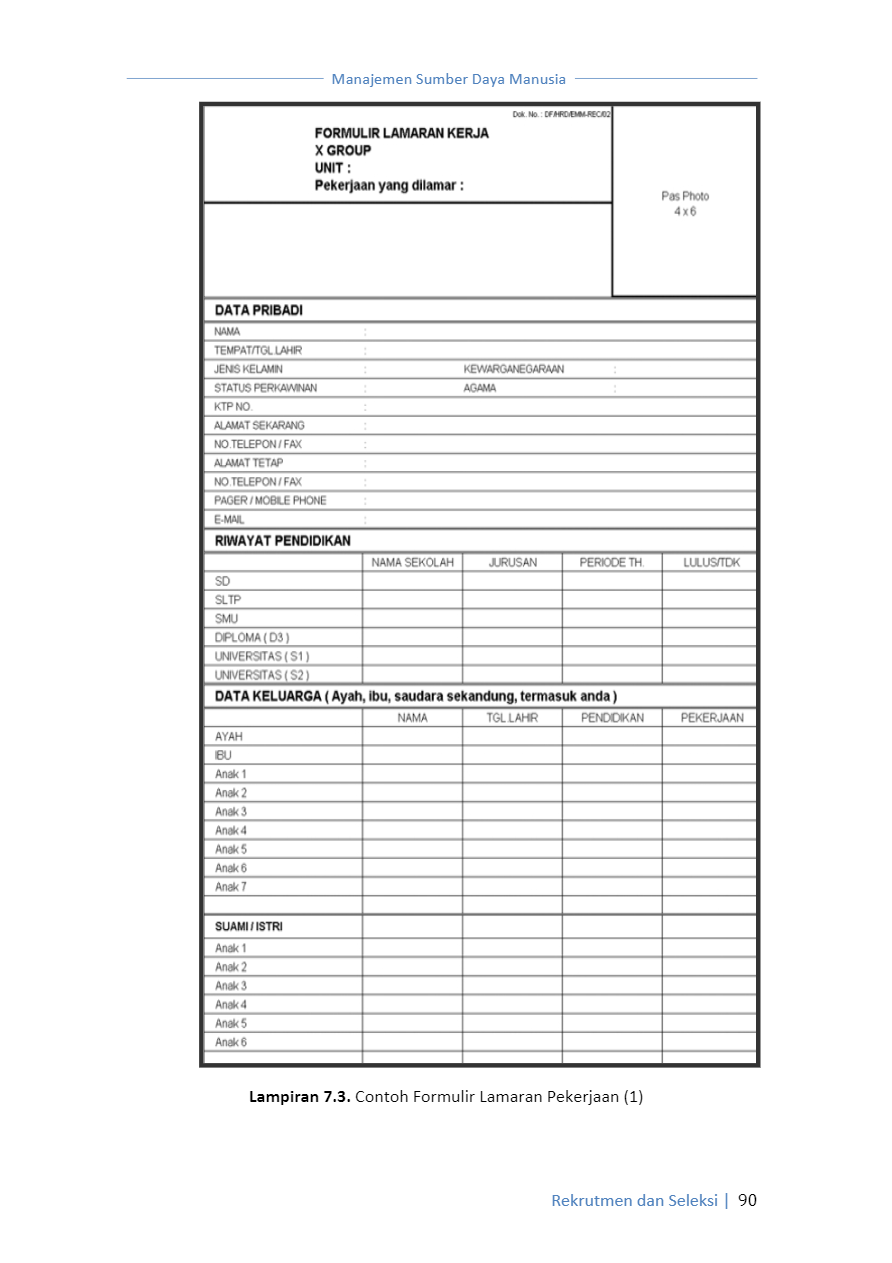 Manajemen Sumber Daya Manusia
Dok. No. : DF/HRD/EMM-REC/02
FORMULIR LAMARAN KERJA
X GROUP
UNIT :
Pekerjaan yang dilamar :
Pas Photo
4 x 6
DATA PRIBADI
NAMA :
TEMPAT/TGL.LAHIR :
JENIS KELAMIN : KEWARGANEGARAAN :
STATUS PERKAWINAN : AGAMA :
KTP NO. :
ALAMAT SEKARANG :
NO.TELEPON / FAX :
ALAMAT TETAP :
NO.TELEPON / FAX :
PAGER / MOBILE PHONE :
E-MAIL :
RIWAYAT PENDIDIKAN
NAMA SEKOLAH JURUSAN PERIODE TH. LULUS/TDK
SD
SLTP
SMU
DIPLOMA ( D3 )
UNIVERSITAS ( S1 )
UNIVERSITAS ( S2 )
DATA KELUARGA ( Ayah, ibu, saudara sekandung, termasuk anda )
NAMA TGL.LAHIR PENDIDIKAN PEKERJAAN
AYAH
IBU
Anak 1
Anak 2
Anak 3
Anak 4
Anak 5
Anak 6
Anak 7
SUAMI / ISTRI
Anak 1
Anak 2
Anak 3
Anak 4
Anak 5
Anak 6
Lampiran 7.3. Contoh Formulir Lamaran Pekerjaan (1)
Rekrutmen dan Seleksi | 90